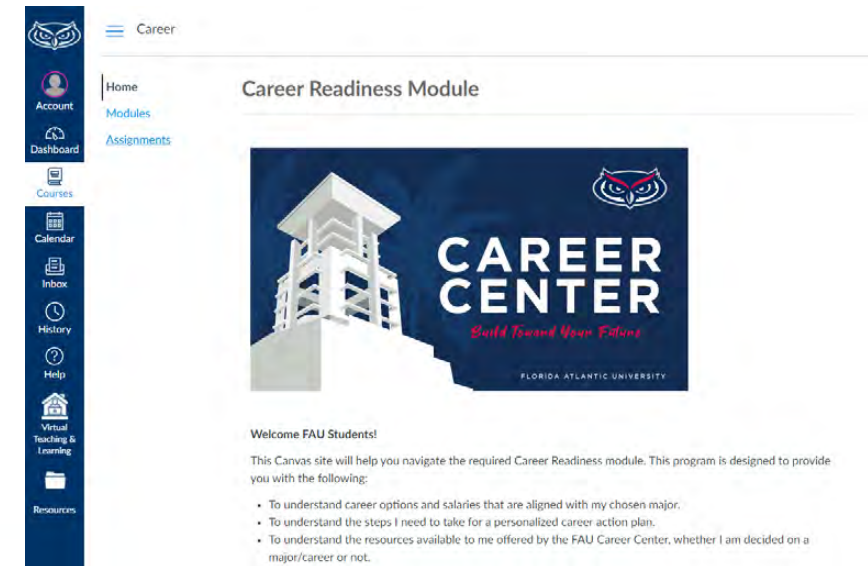 Career
Account
Dashboard
Courses
Calendar
Inbox
History
Help
Virtual
Teaching &
Learning
Resources
Home
Modules
Assignments
Career Readiness Module
CAREER
CENTER
Build Toward Your Future
FLORIDA ATLANTIC UNIVERSITY
Welcome FAU Students!
This Canvas site will help you navigate the required Career Readiness module. This program is designed to provide
you with the following:
• To understand career options and salaries that are aligned with my chosen major.
• To understand the steps I need to take for a personalized career action plan.
• To understand the resources available to me offered by the FAU Career Center, whether I am decided on a
major/career or not.